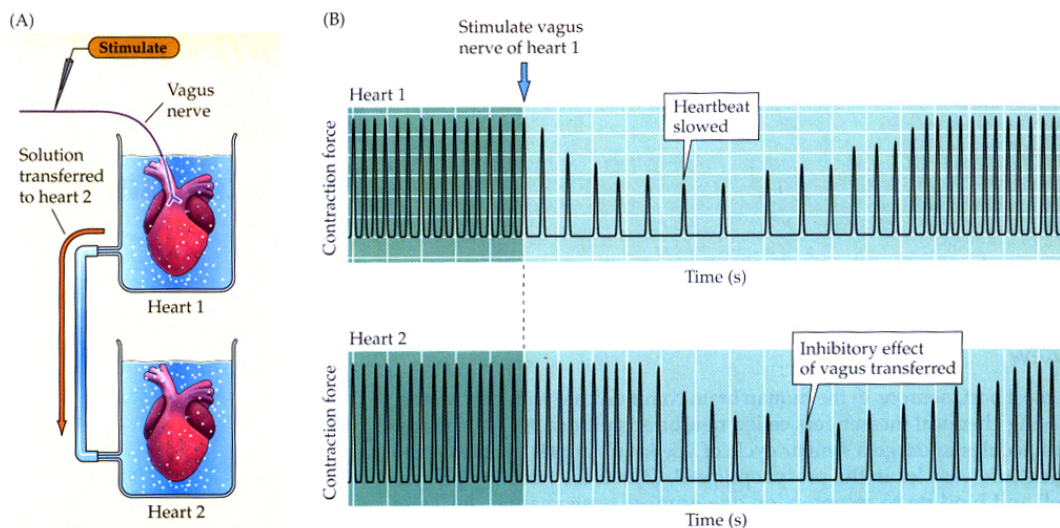 (A)
Stimulate
Vagus
nerve
Solution
transferred
to heart 2
Heart 1
Heart 2
(B)
Stimulate vagus
nerve of heart 1
Heart 1
Heartbeat
slowed
Contraction force
Time (s)
Heart 2
Inhibitory effect
of vagus transferred
Contraction force
Time (s)